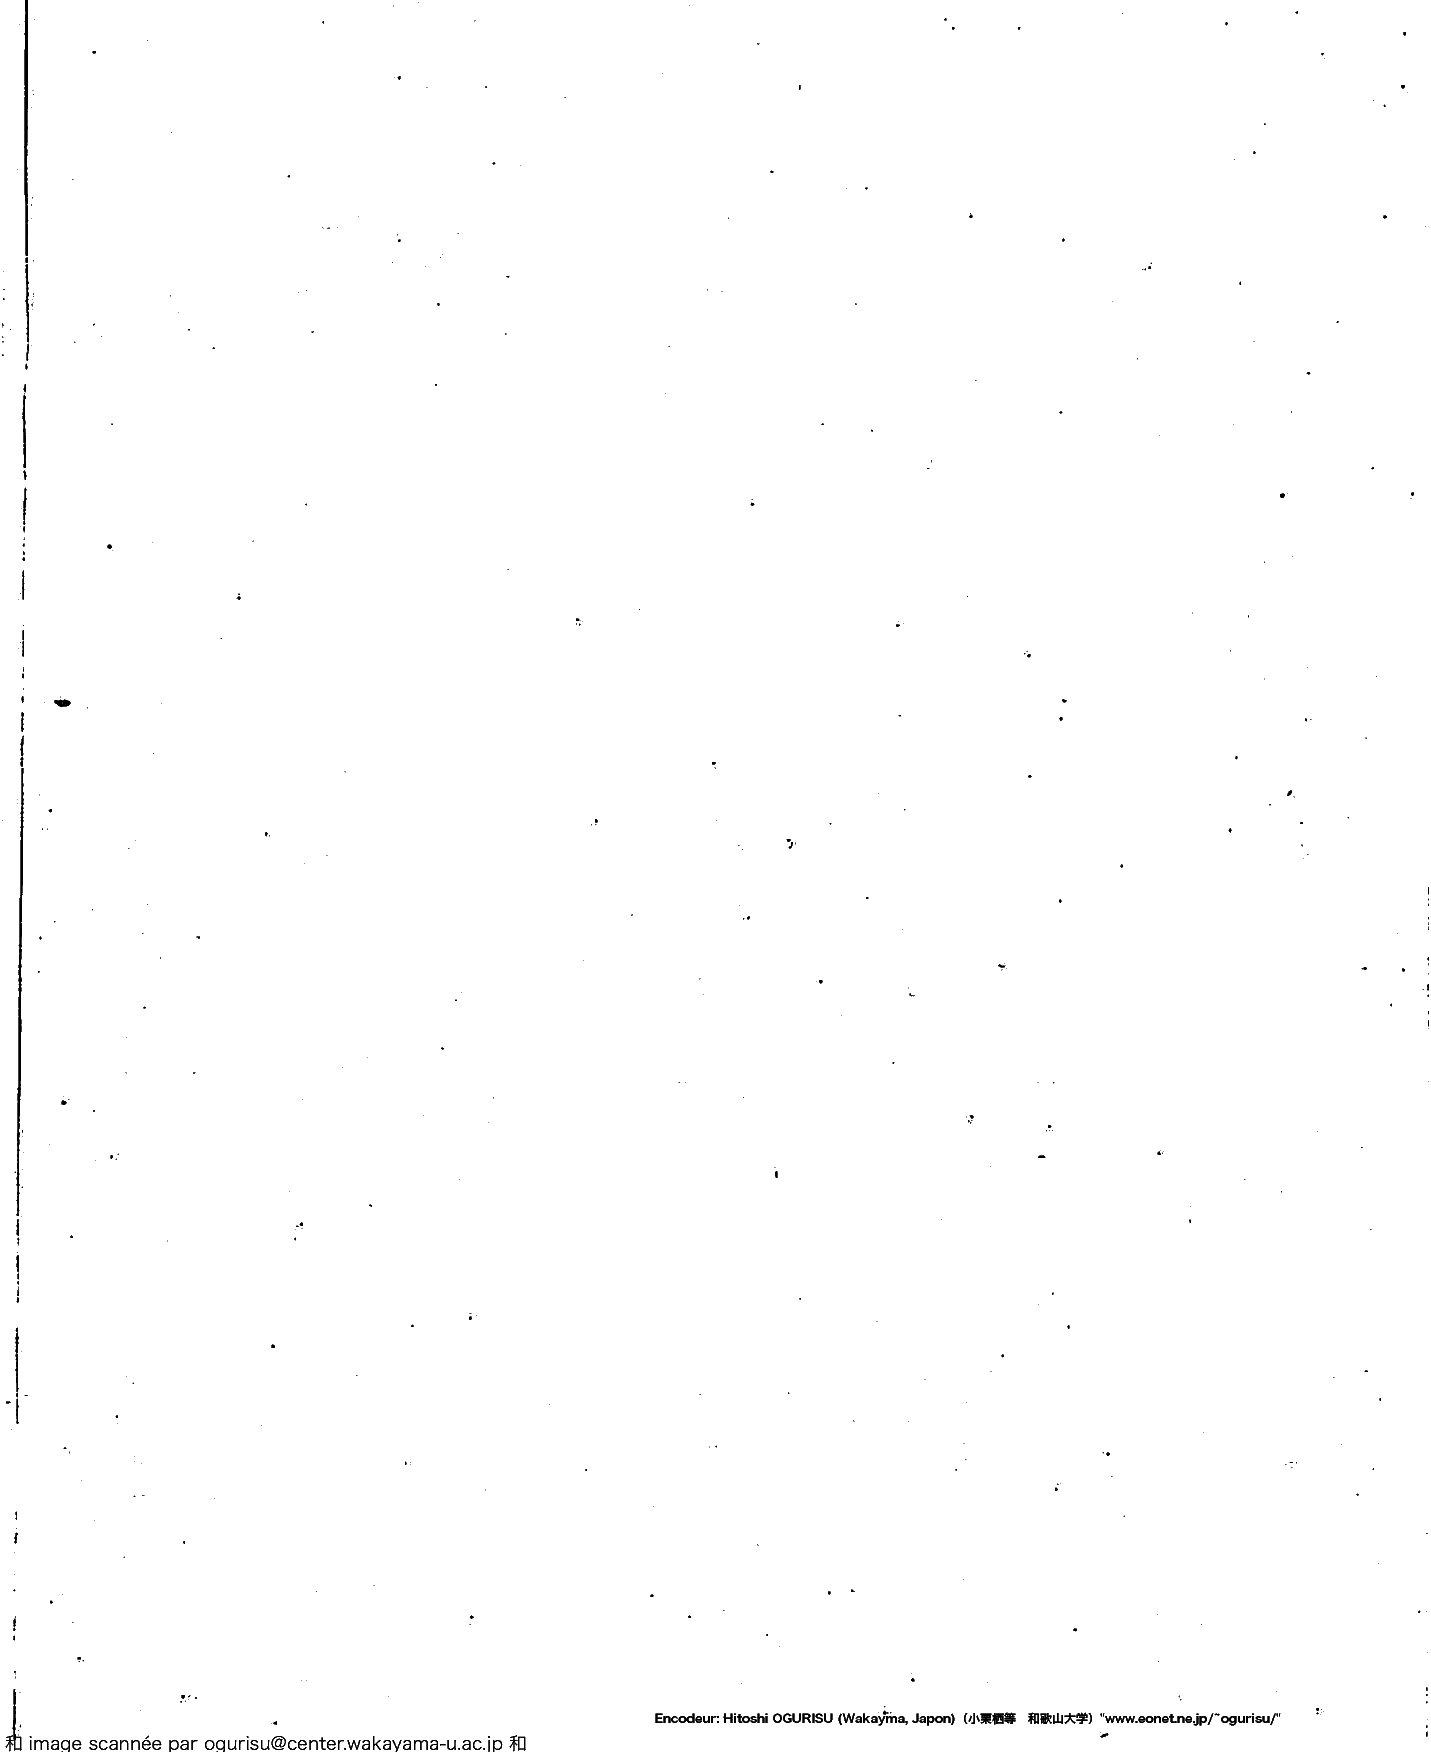 Encodeur: Hitoshi OGURISU (Wakayma, Japon)（小栗栖等　和歌山大学）"www.eonet.ne.jp/~ogurisu/"
和 image scannée par ogurisu@center.wakayama-u.ac.jp 和